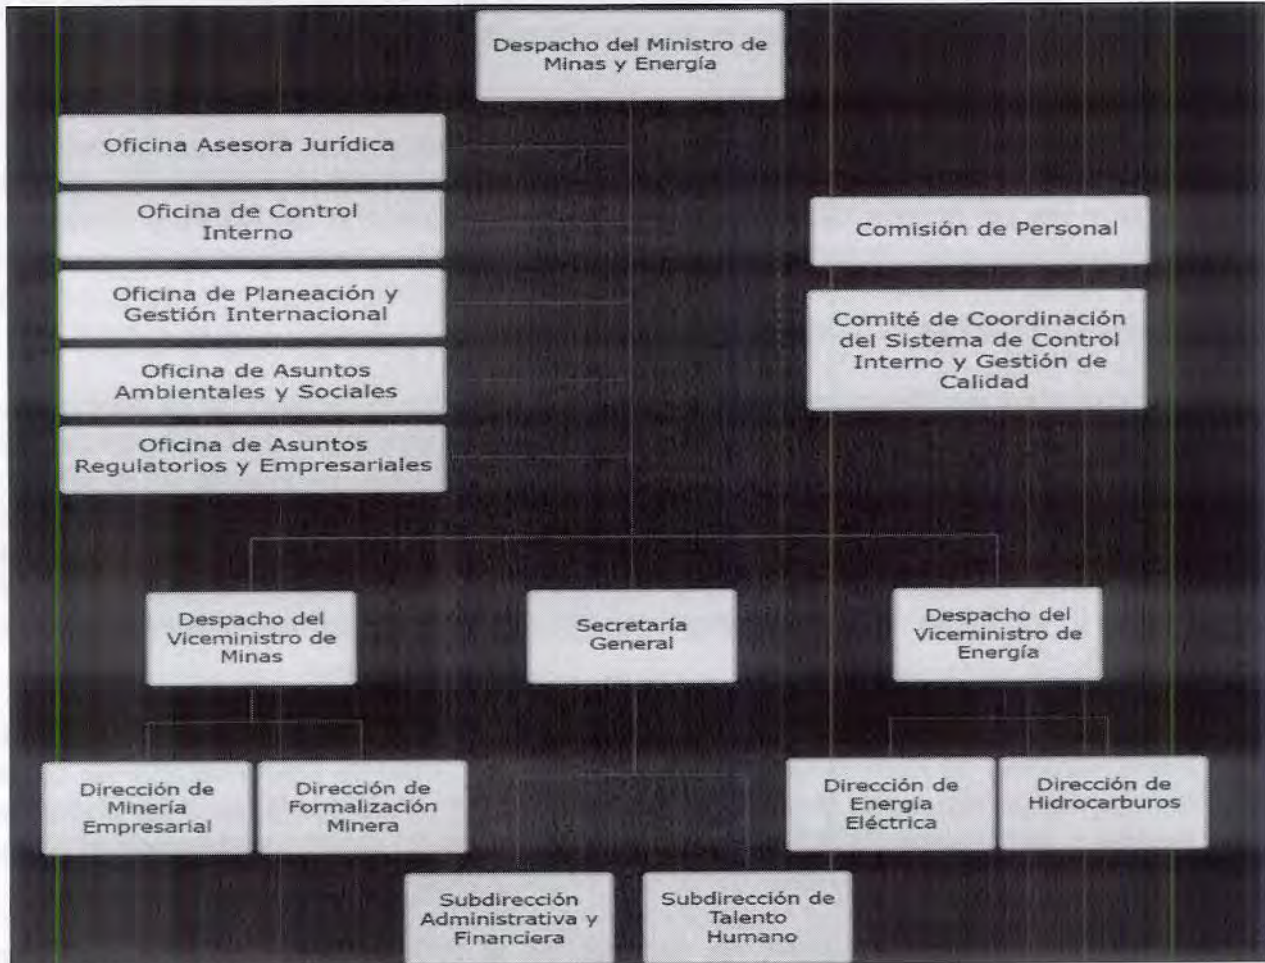 Despacho del Ministro de
Minas y Energía
Oficina Asesora Jurídica
Oficina de Control
Interno
Oficina de Planeación y
Gestión Internacional
Oficina de Asuntos
Ambientales y Sociales
Oficina de Asuntos
Regulatorios y Empresariales
Comisión de Personal
Comité de Coordinación
del Sistema de Control
Interno y Gestión de
Calidad
Despacho del
Viceministro de
Minas
Secretaría
General
Despacho del
Viceministro de
Energía
Dirección de
Minería
Empresarial
Dirección de
Formalización
Minera
Dirección de
Energía
Eléctrica
Dirección de
Hidrocarburos
Subdirección
Administrativa y
Financiera
Subdirección de
Talento
Humano